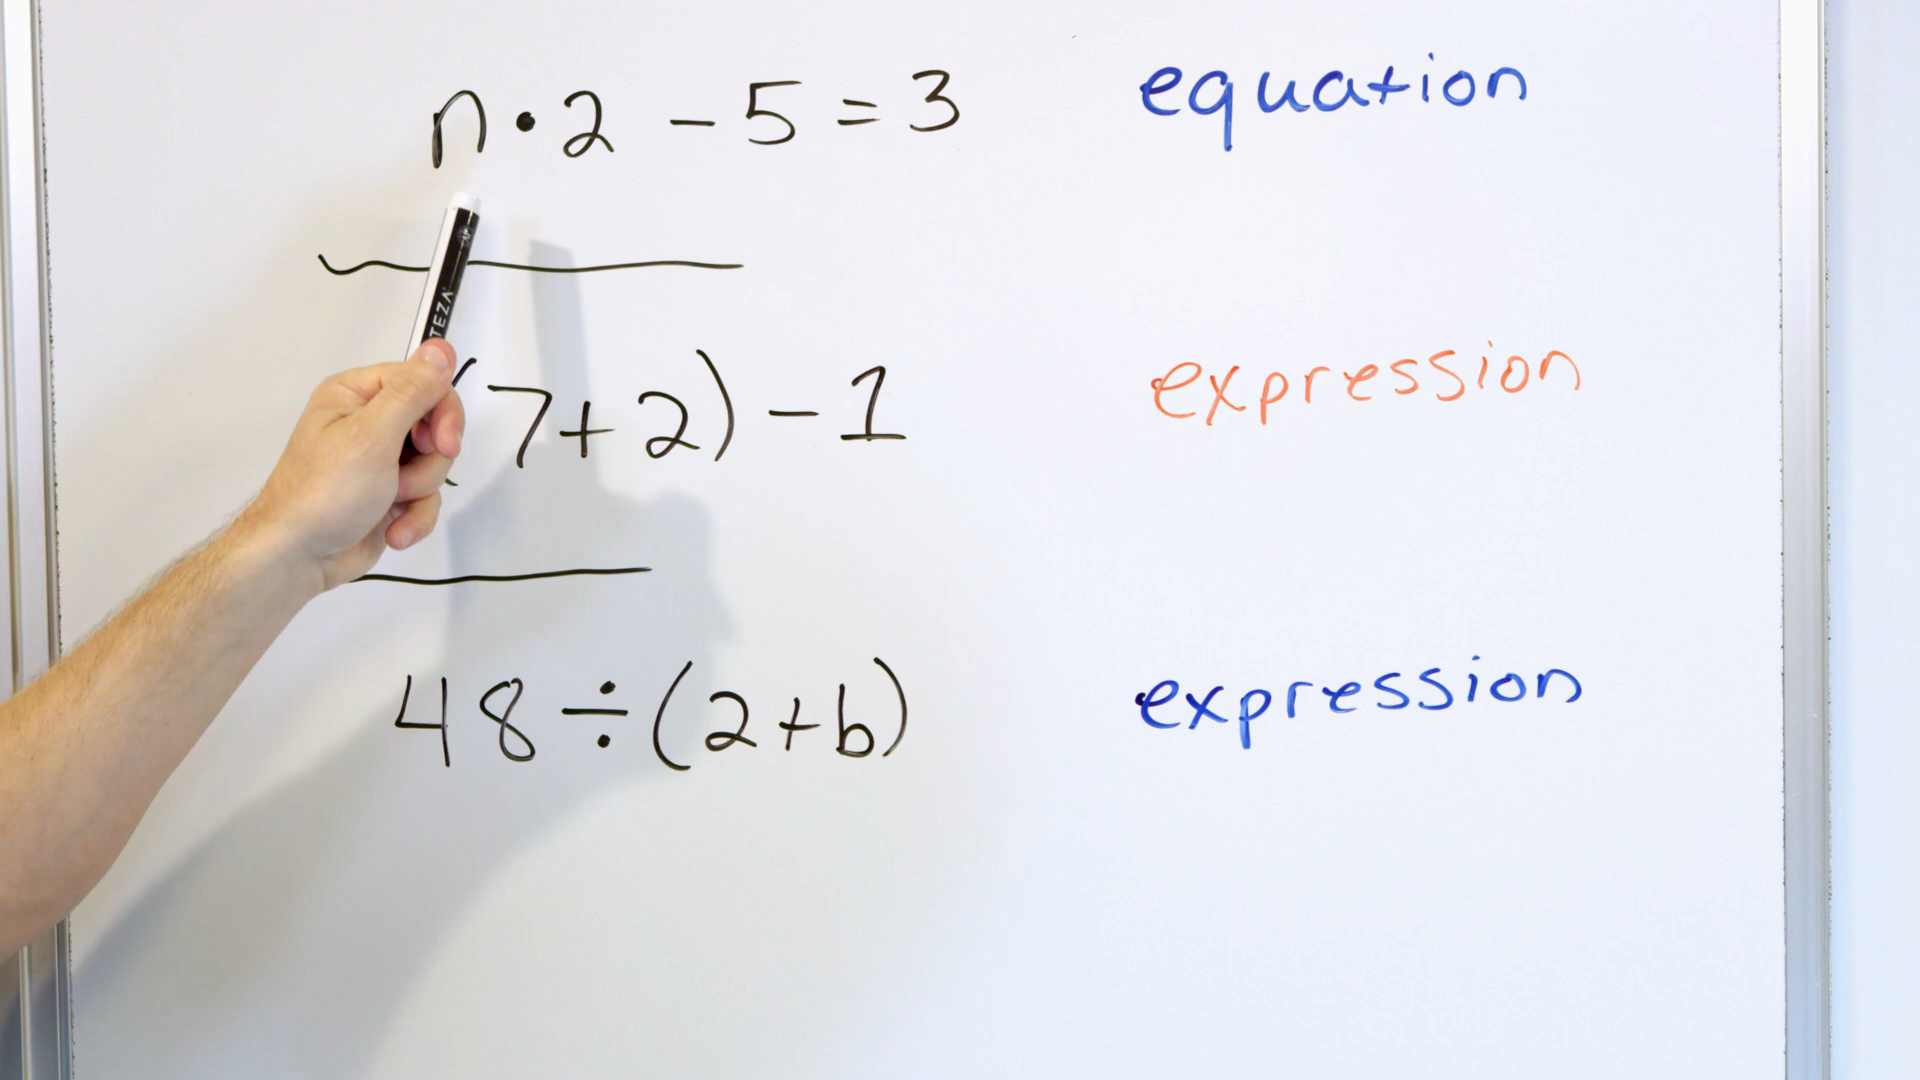 n • 2 - 5 = 3 equation
TEZA
(7 + 2) - 1 expression
48 ÷ (2 + b) expression